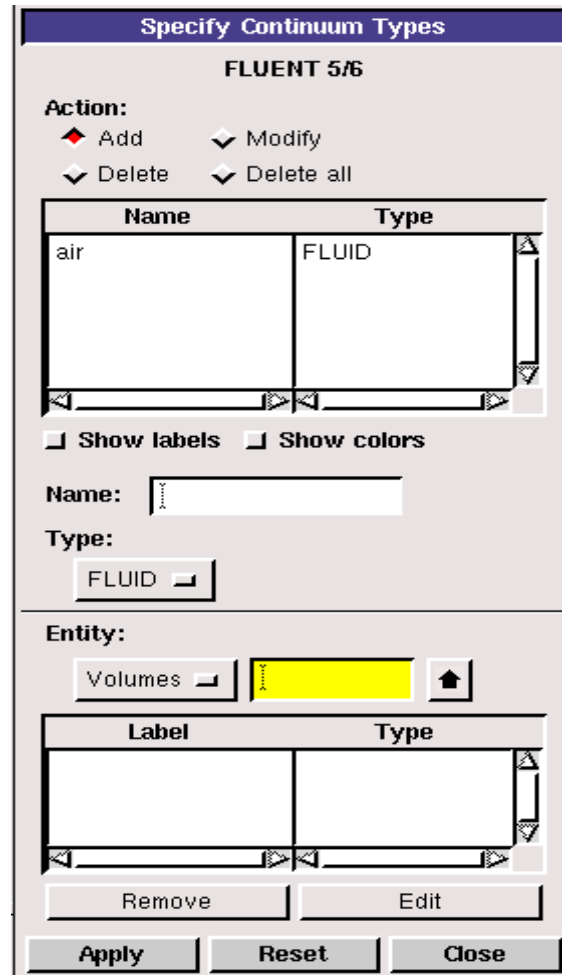 Specify Continuum Types
FLUENT 5/6
Action:
Add Modify
Delete Delete all
Name Type
air FLUID
Show labels Show colors
Name:
Type:
FLUID
Entity:
Volumes
Label Type
Remove Edit
Apply Reset Close